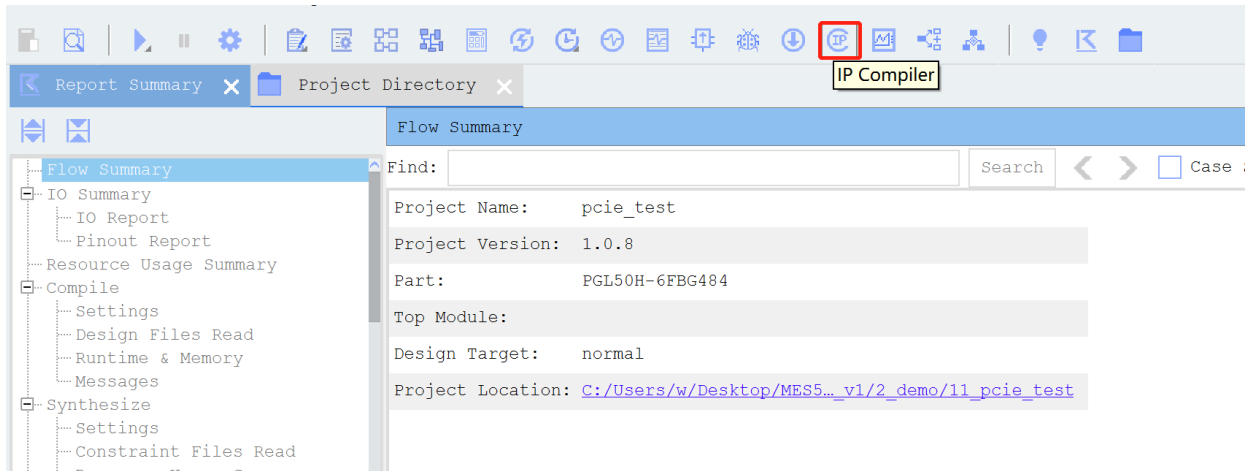 IP
IP Compiler
Report Summary
Project Directory
Flow Summary
Find:
Search
Case
Flow Summary
IO Summary
IO Report
Pinout Report
Resource Usage Summary
Compile
Settings
Design Files Read
Runtime & Memory
Messages
Synthesize
Settings
Constraint Files Read
Project Name: pcie_test
Project Version: 1.0.8
Part: PGL50H-6FBG484
Top Module:
Design Target: normal
Project Location: C:/Users/w/Desktop/MES5…_v1/2_demo/11_pcie_test